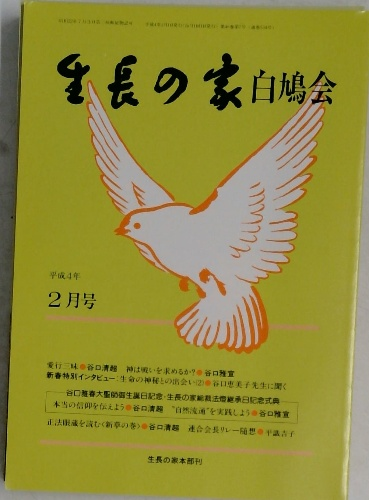 生長の家 白鳩会
平成4年
2月号
愛行三昧●谷口清超 神は戦いを求めるか?●谷口雅宣
新春特別インタビュー:生命の神秘との出会い②●谷口恵美子先生に聞く
谷口雅春大聖師御生誕日記念・生長の家総裁法燈継承日記念式典
本当の信仰を伝えよう●谷口清超 "自然流通"を実践しよう●谷口雅宣
正法眼蔵を読む〈新草の巻〉●谷口清超 連合会長リレー随想●平
生長の家本部刊